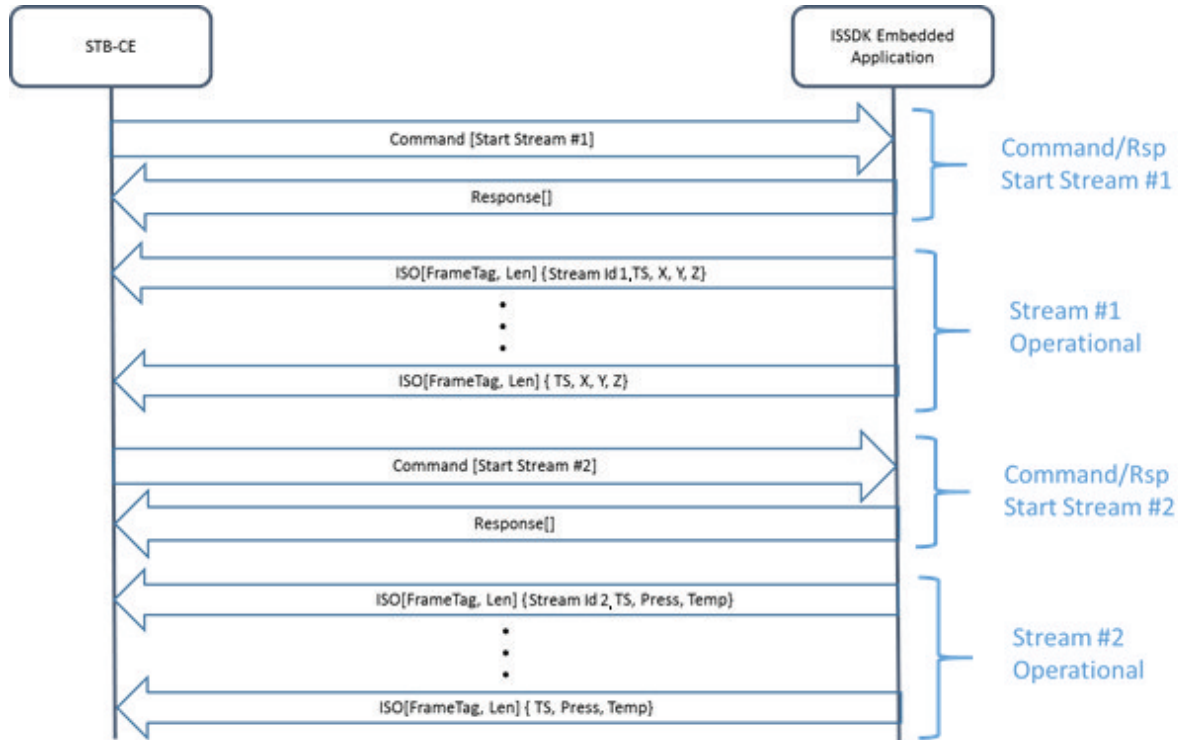 STB-CE
ISSDK Embedded
Application
Command [Start Stream #1]
Command/Rsp
Start Stream #1
Response[]
ISO[FrameTag, Len] {Stream Id 1,TS, X, Y, Z}
Stream #1
Operational
ISO[FrameTag, Len] { TS, X, Y, Z}
Command [Start Stream #2]
Command/Rsp
Start Stream #2
Response[]
ISO[FrameTag, Len] {Stream Id 2, TS, Press, Temp}
Stream #2
Operational
ISO[FrameTag, Len] { TS, Press, Temp}